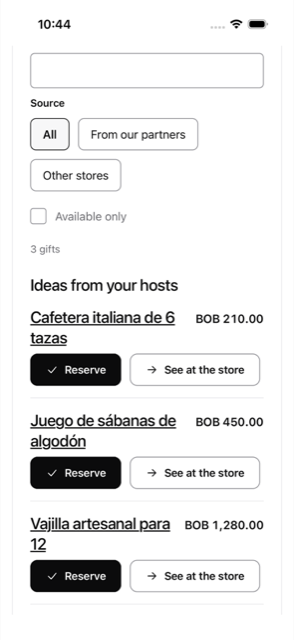 10:44
Source
All
From our partners
Other stores
Available only
3 gifts
Ideas from your hosts
Cafetera italiana de 6 tazas
BOB 210.00
Reserve
See at the store
Juego de sábanas de algodón
BOB 450.00
Reserve
See at the store
Vajilla artesanal para 12
BOB 1,280.00
Reserve
See at the store